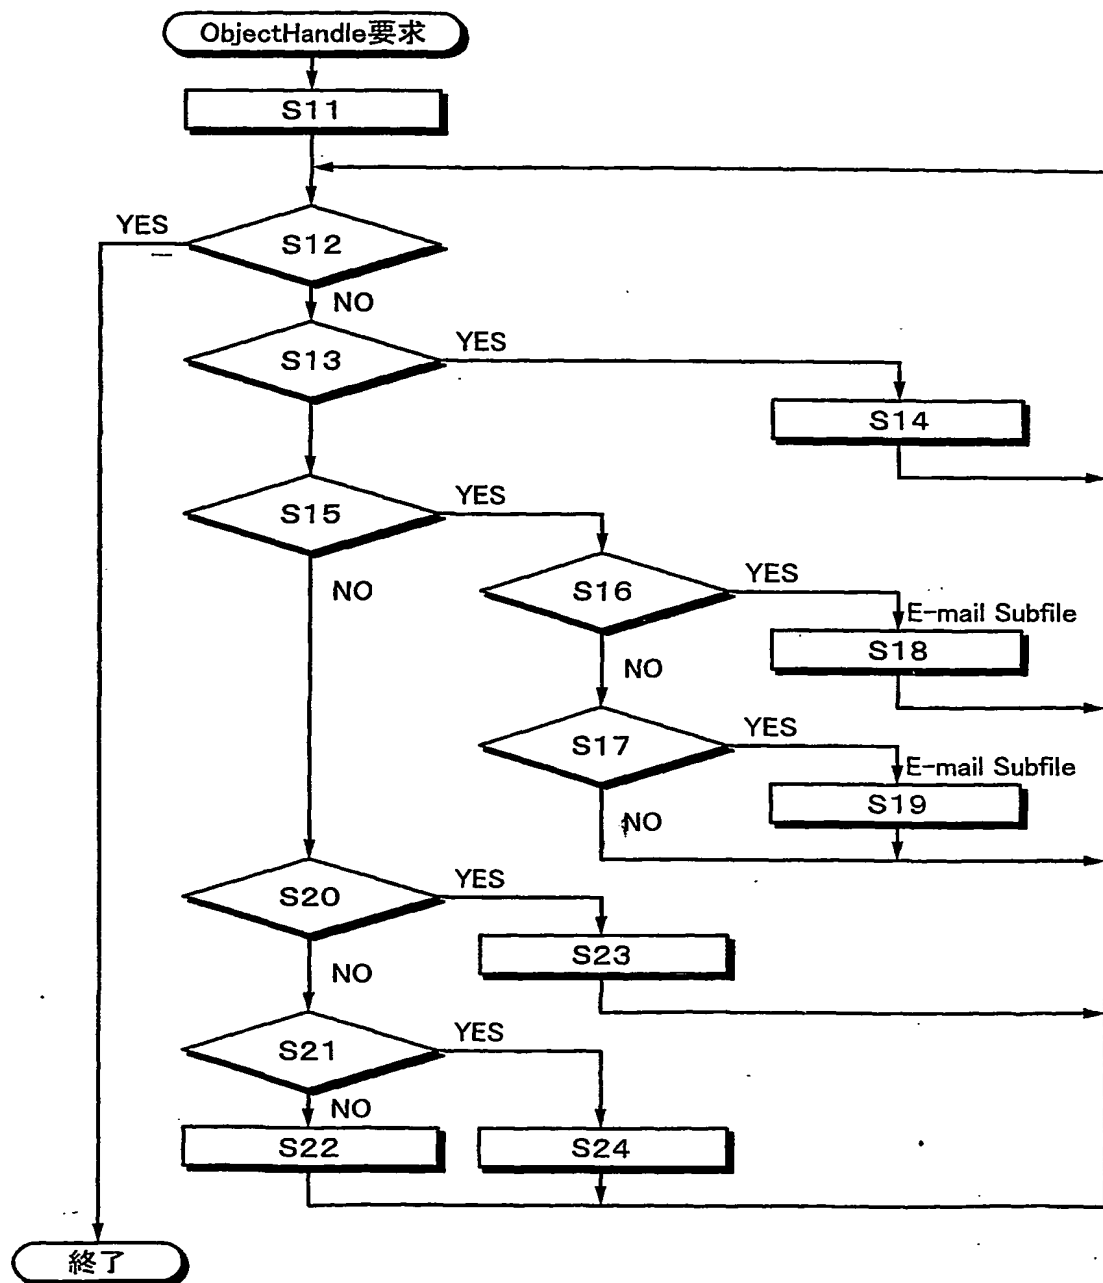 ObjectHandle要求
S11
YES
S12
NO
S13
YES
S14
S15
YES
NO
S16
YES
E-mail Subfile
S18
NO
S17
YES
E-mail Subfile
S19
NO
S20
YES
S23
NO
S21
YES
NO
S22
S24
終了